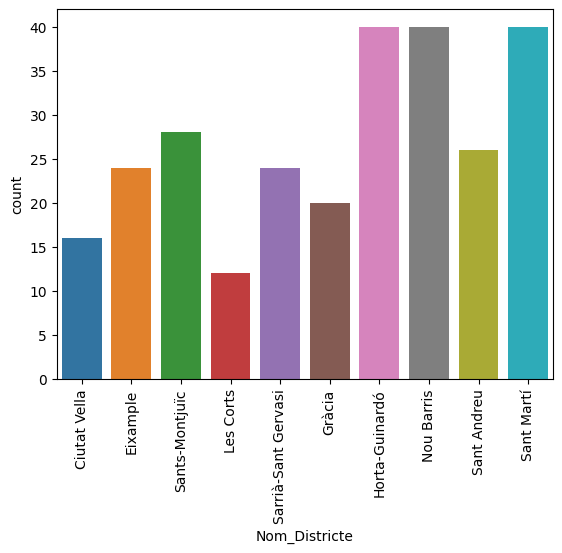 40
35
30
25
20
15
10
5
0
count
Ciutat Vella
Eixample
Sants-Montjuïc
Les Corts
Sarrià-Sant Gervasi
Gràcia
Horta-Guinardó
Nou Barris
Sant Andreu
Sant Martí
Nom_Districte